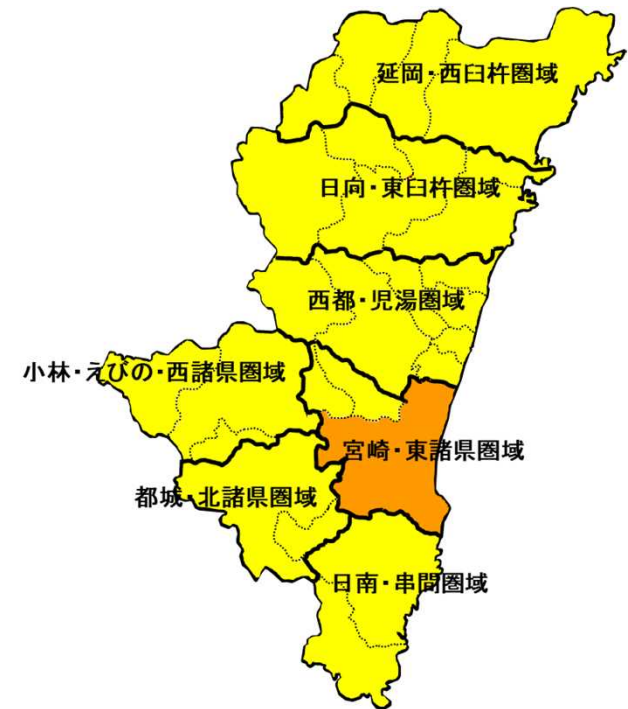 延岡・西臼杵圏域
日向・東臼杵圏域
西都・児湯圏域
小林・えびの・西諸県圏域
宮崎・東諸県圏域
都城・北諸県圏域
日南・串間圏域